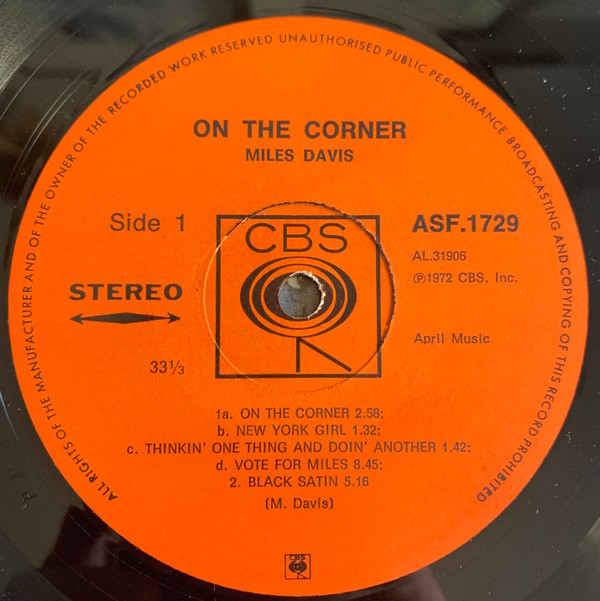 ALL RIGHTS OF THE MANUFACTURER AND OF THE OWNER OF THE RECORDED WORK RESERVED UNAUTHORISED PUBLIC PERFORMANCE BROADCASTING AND COPYING OF THIS RECORD PROHIBITED
ON THE CORNER
MILES DAVIS
Side 1
CBS
ASF.1729
AL.31906
℗1972 CBS, Inc.
STEREO
April Music
33⅓
1a. ON THE CORNER 2.58;
b. NEW YORK GIRL 1.32;
c. THINKIN' ONE THING AND DOIN' ANOTHER 1.42;
d. VOTE FOR MILES 8.45;
2. BLACK SATIN 5.16
(M. Davis)
CBS